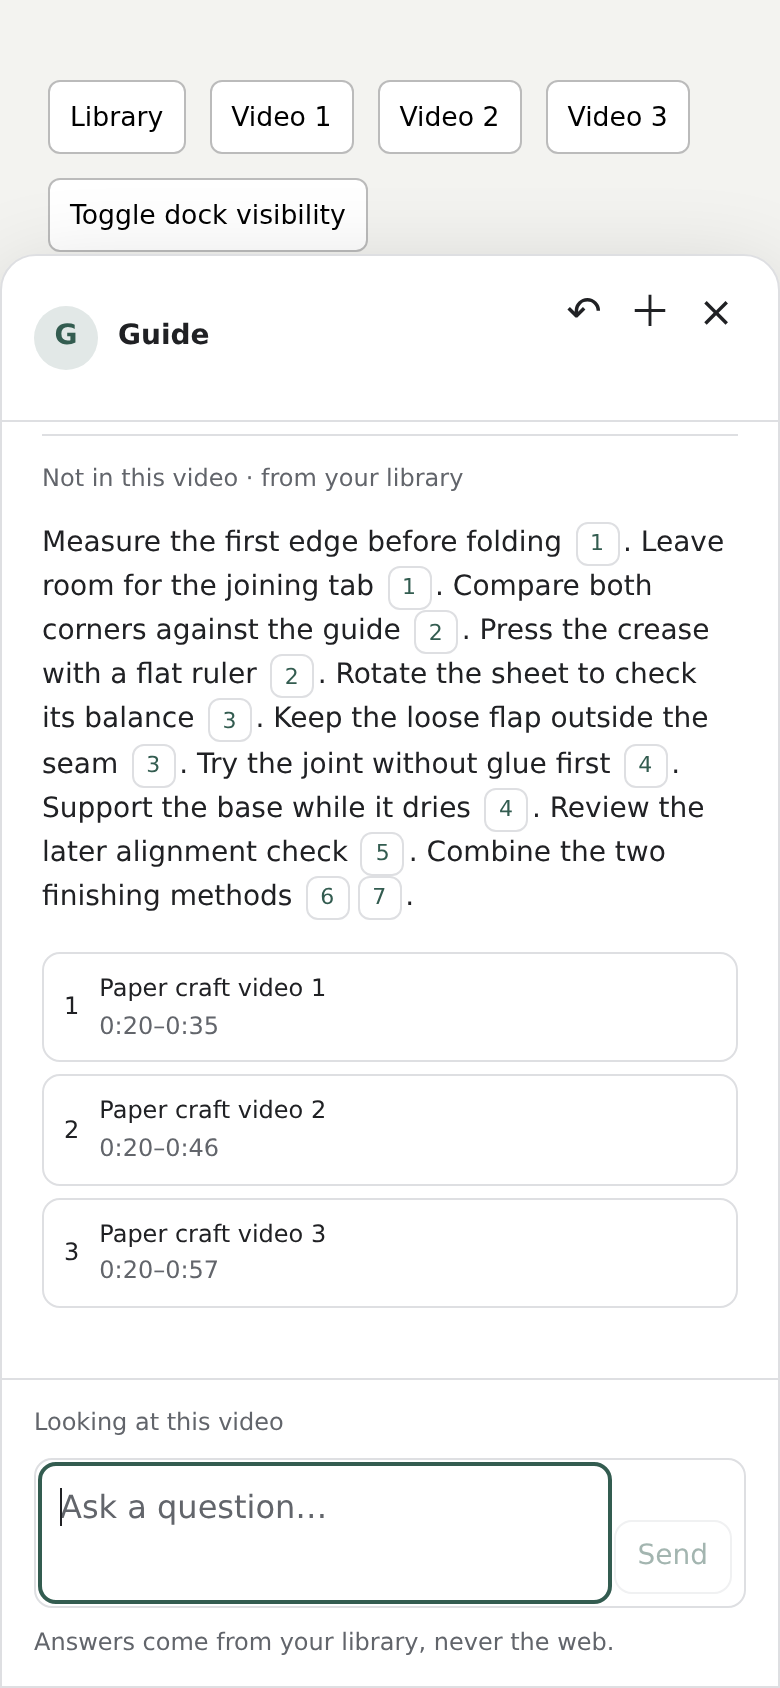 Library Video 1 Video 2 Video 3
Toggle dock visibility
G Guide ↶ + ×
Not in this video · from your library
Measure the first edge before folding 1. Leave
room for the joining tab 1. Compare both
corners against the guide 2. Press the crease
with a flat ruler 2. Rotate the sheet to check
its balance 3. Keep the loose flap outside the
seam 3. Try the joint without glue first 4.
Support the base while it dries 4. Review the
later alignment check 5. Combine the two
finishing methods 6 7.
1 Paper craft video 1
0:20–0:35
2 Paper craft video 2
0:20–0:46
3 Paper craft video 3
0:20–0:57
Looking at this video
Ask a question...
Send
Answers come from your library, never the web.